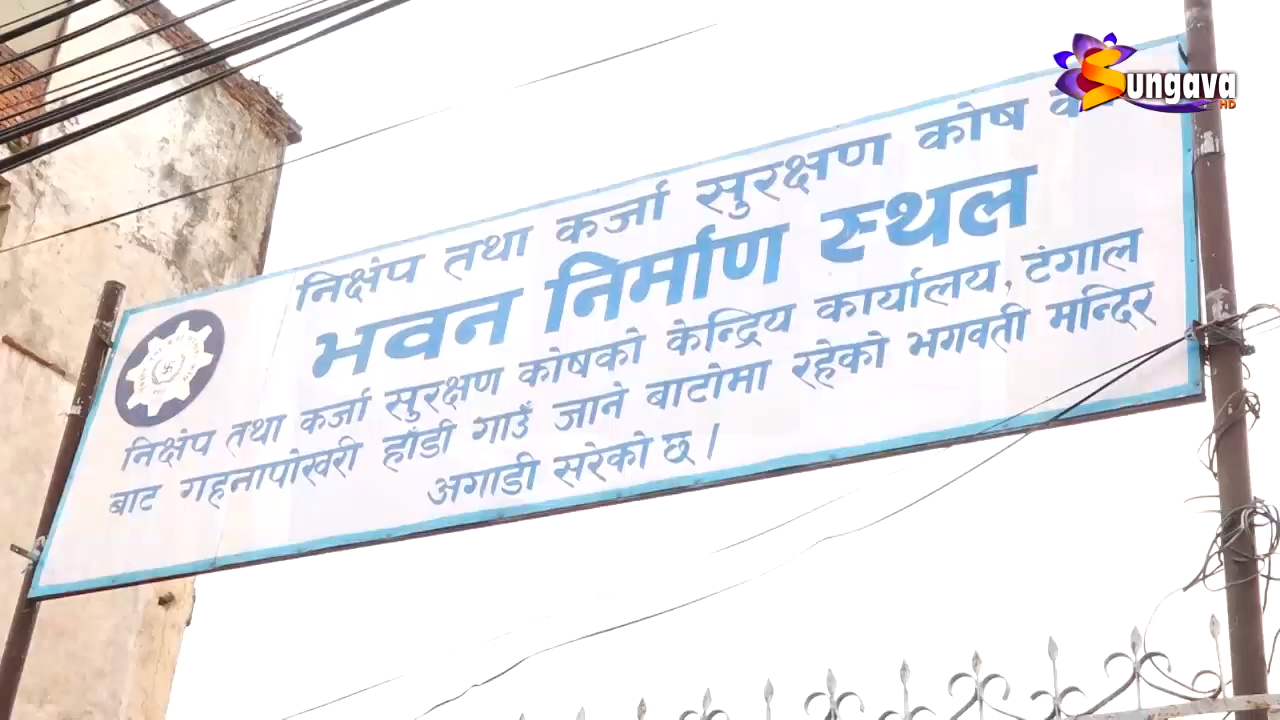 Sungava
HD
निक्षेप तथा कर्जा सुरक्षण कोष
भवन निर्माण स्थल
निक्षेप तथा कर्जा सुरक्षण कोषको केन्द्रिय कार्यालय, टंगाल
बाट गहनापोखरी हाँडी गाउँ जाने बाटोमा रहेको भगवती मन्दिर
अगाडी सरेको छ ।